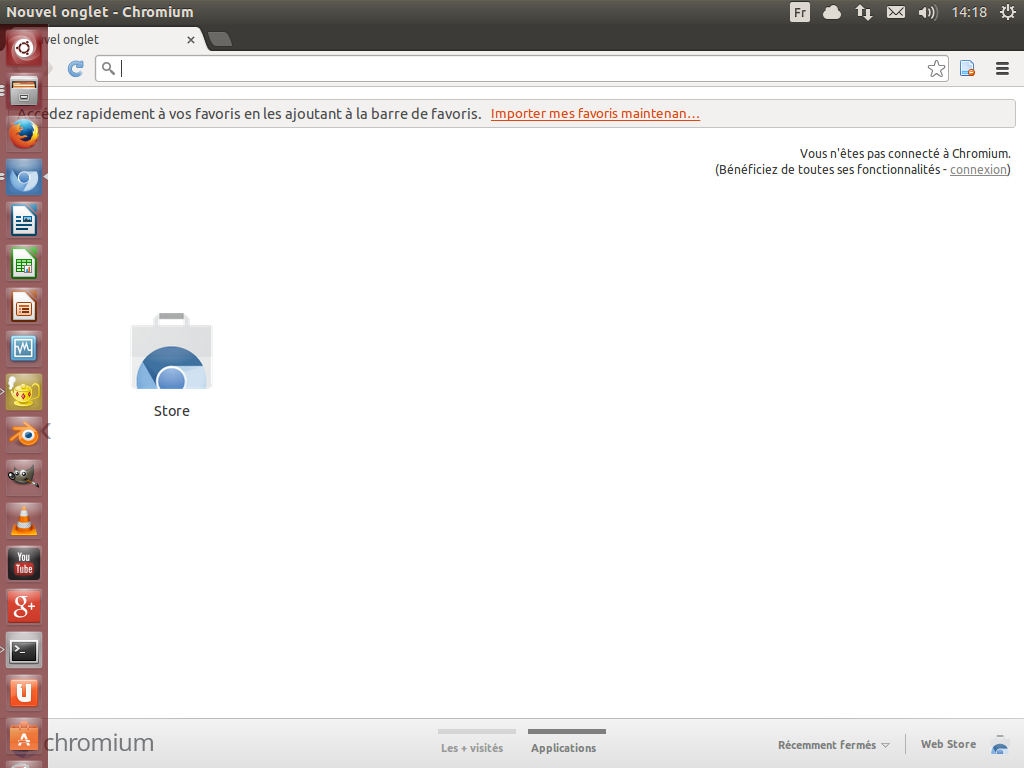 Nouvel onglet - Chromium
Fr
14:18
vel onglet
Accédez rapidement à vos favoris en les ajoutant à la barre de favoris. Importer mes favoris maintenan…
Vous n'êtes pas connecté à Chromium.
(Bénéficiez de toutes ses fonctionnalités - connexion)
Store
You
Tube
g+
>_
chromium
Les + visités
Applications
Récemment fermés
Web Store